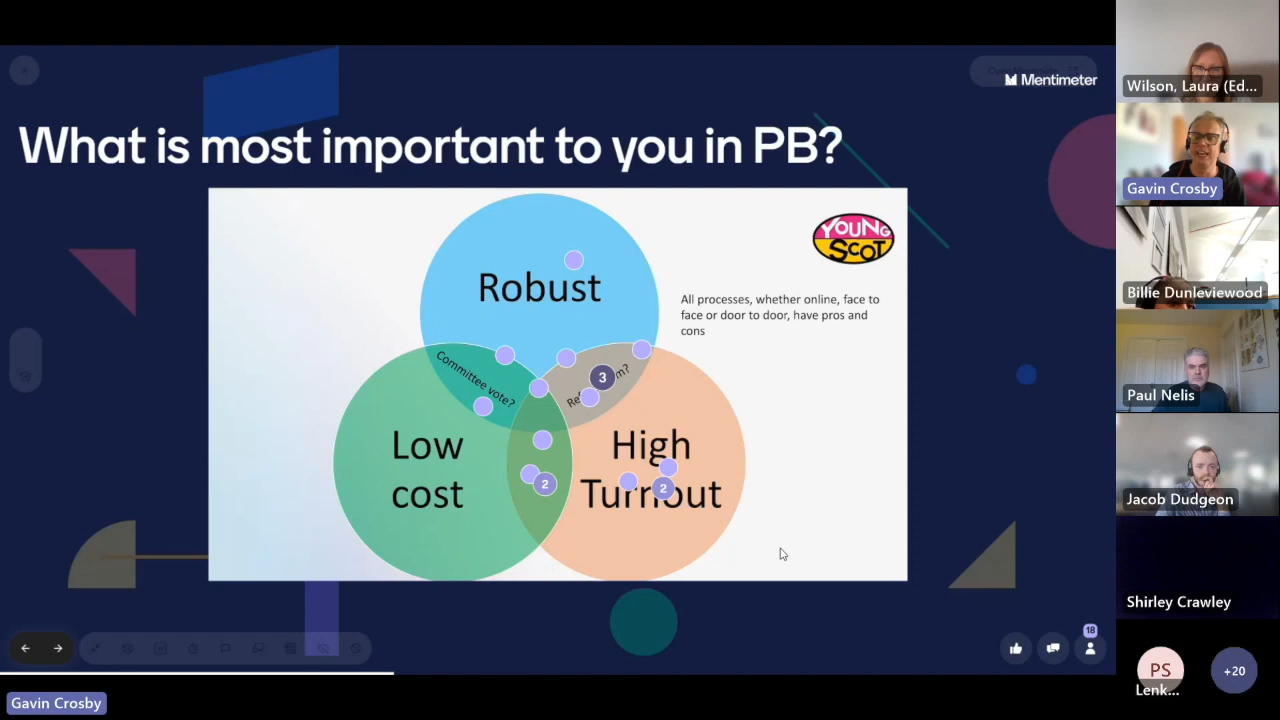 Mentimeter
What is most important to you in PB?
YOUNG
SCOT
Robust
All processes, whether online, face to
face or door to door, have pros and
cons
Committee vote?
3
Low
cost
High
Turnout
2
2
18
Gavin Crosby
Wilson, Laura (Ed...
Gavin Crosby
Billie Dunleviewood
Paul Nelis
Jacob Dudgeon
Shirley Crawley
PS
Lenk...
+20